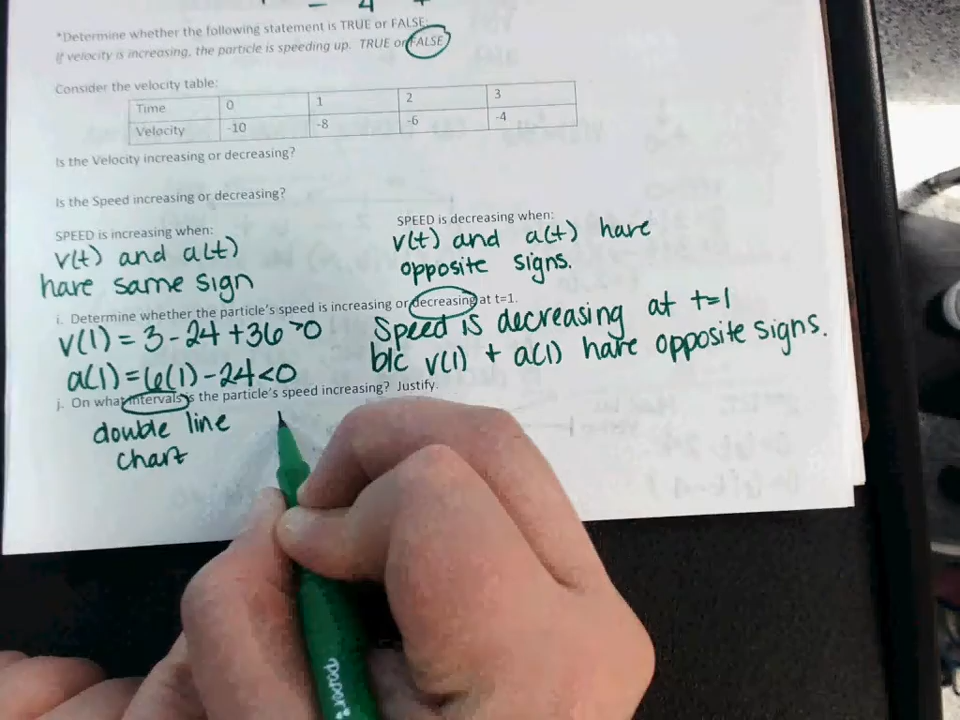 *Determine whether the following statement is TRUE or FALSE:
If velocity is increasing, the particle is speeding up. TRUE or FALSE
Consider the velocity table:
Time 0 1 2 3
Velocity -10 -8 -6 -4
Is the Velocity increasing or decreasing?
Is the Speed increasing or decreasing?
SPEED is increasing when:
v(t) and a(t)
have same sign
SPEED is decreasing when:
v(t) and a(t) have
opposite signs.
i. Determine whether the particle's speed is increasing or decreasing at t=1.
v(1) = 3 - 24 + 36 > 0
a(1) = 6(1) - 24 < 0
Speed is decreasing at t=1
b/c v(1) + a(1) have opposite signs.
j. On what intervals is the particle's speed increasing? Justify.
double line
chart
paper